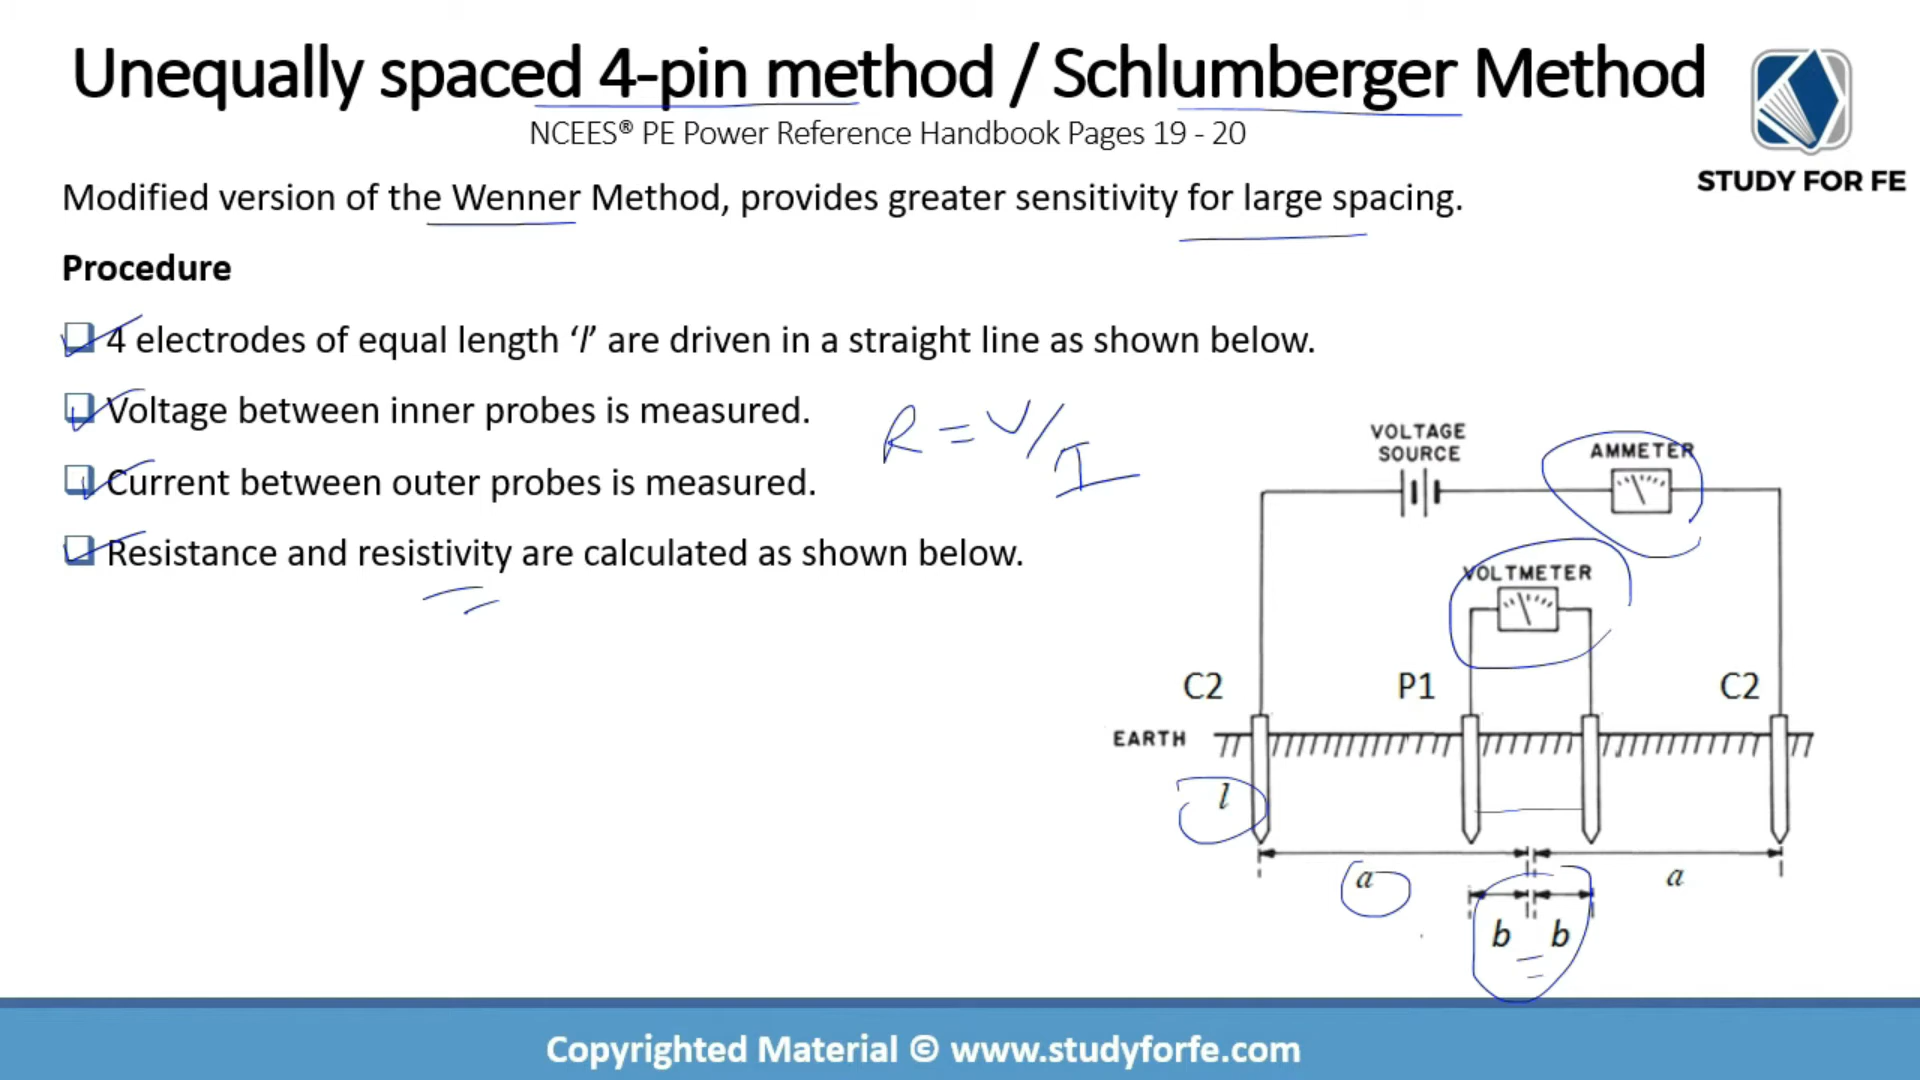 Unequally spaced 4-pin method / Schlumberger Method
NCEES® PE Power Reference Handbook Pages 19 - 20
STUDY FOR FE
Modified version of the Wenner Method, provides greater sensitivity for large spacing.
Procedure
4 electrodes of equal length ‘l’ are driven in a straight line as shown below.
Voltage between inner probes is measured.
Current between outer probes is measured.
Resistance and resistivity are calculated as shown below.
R = V/I
VOLTAGE
SOURCE
AMMETER
VOLTMETER
C2 P1 C2
EARTH
l
a a
b b
Copyrighted Material © www.studyforfe.com